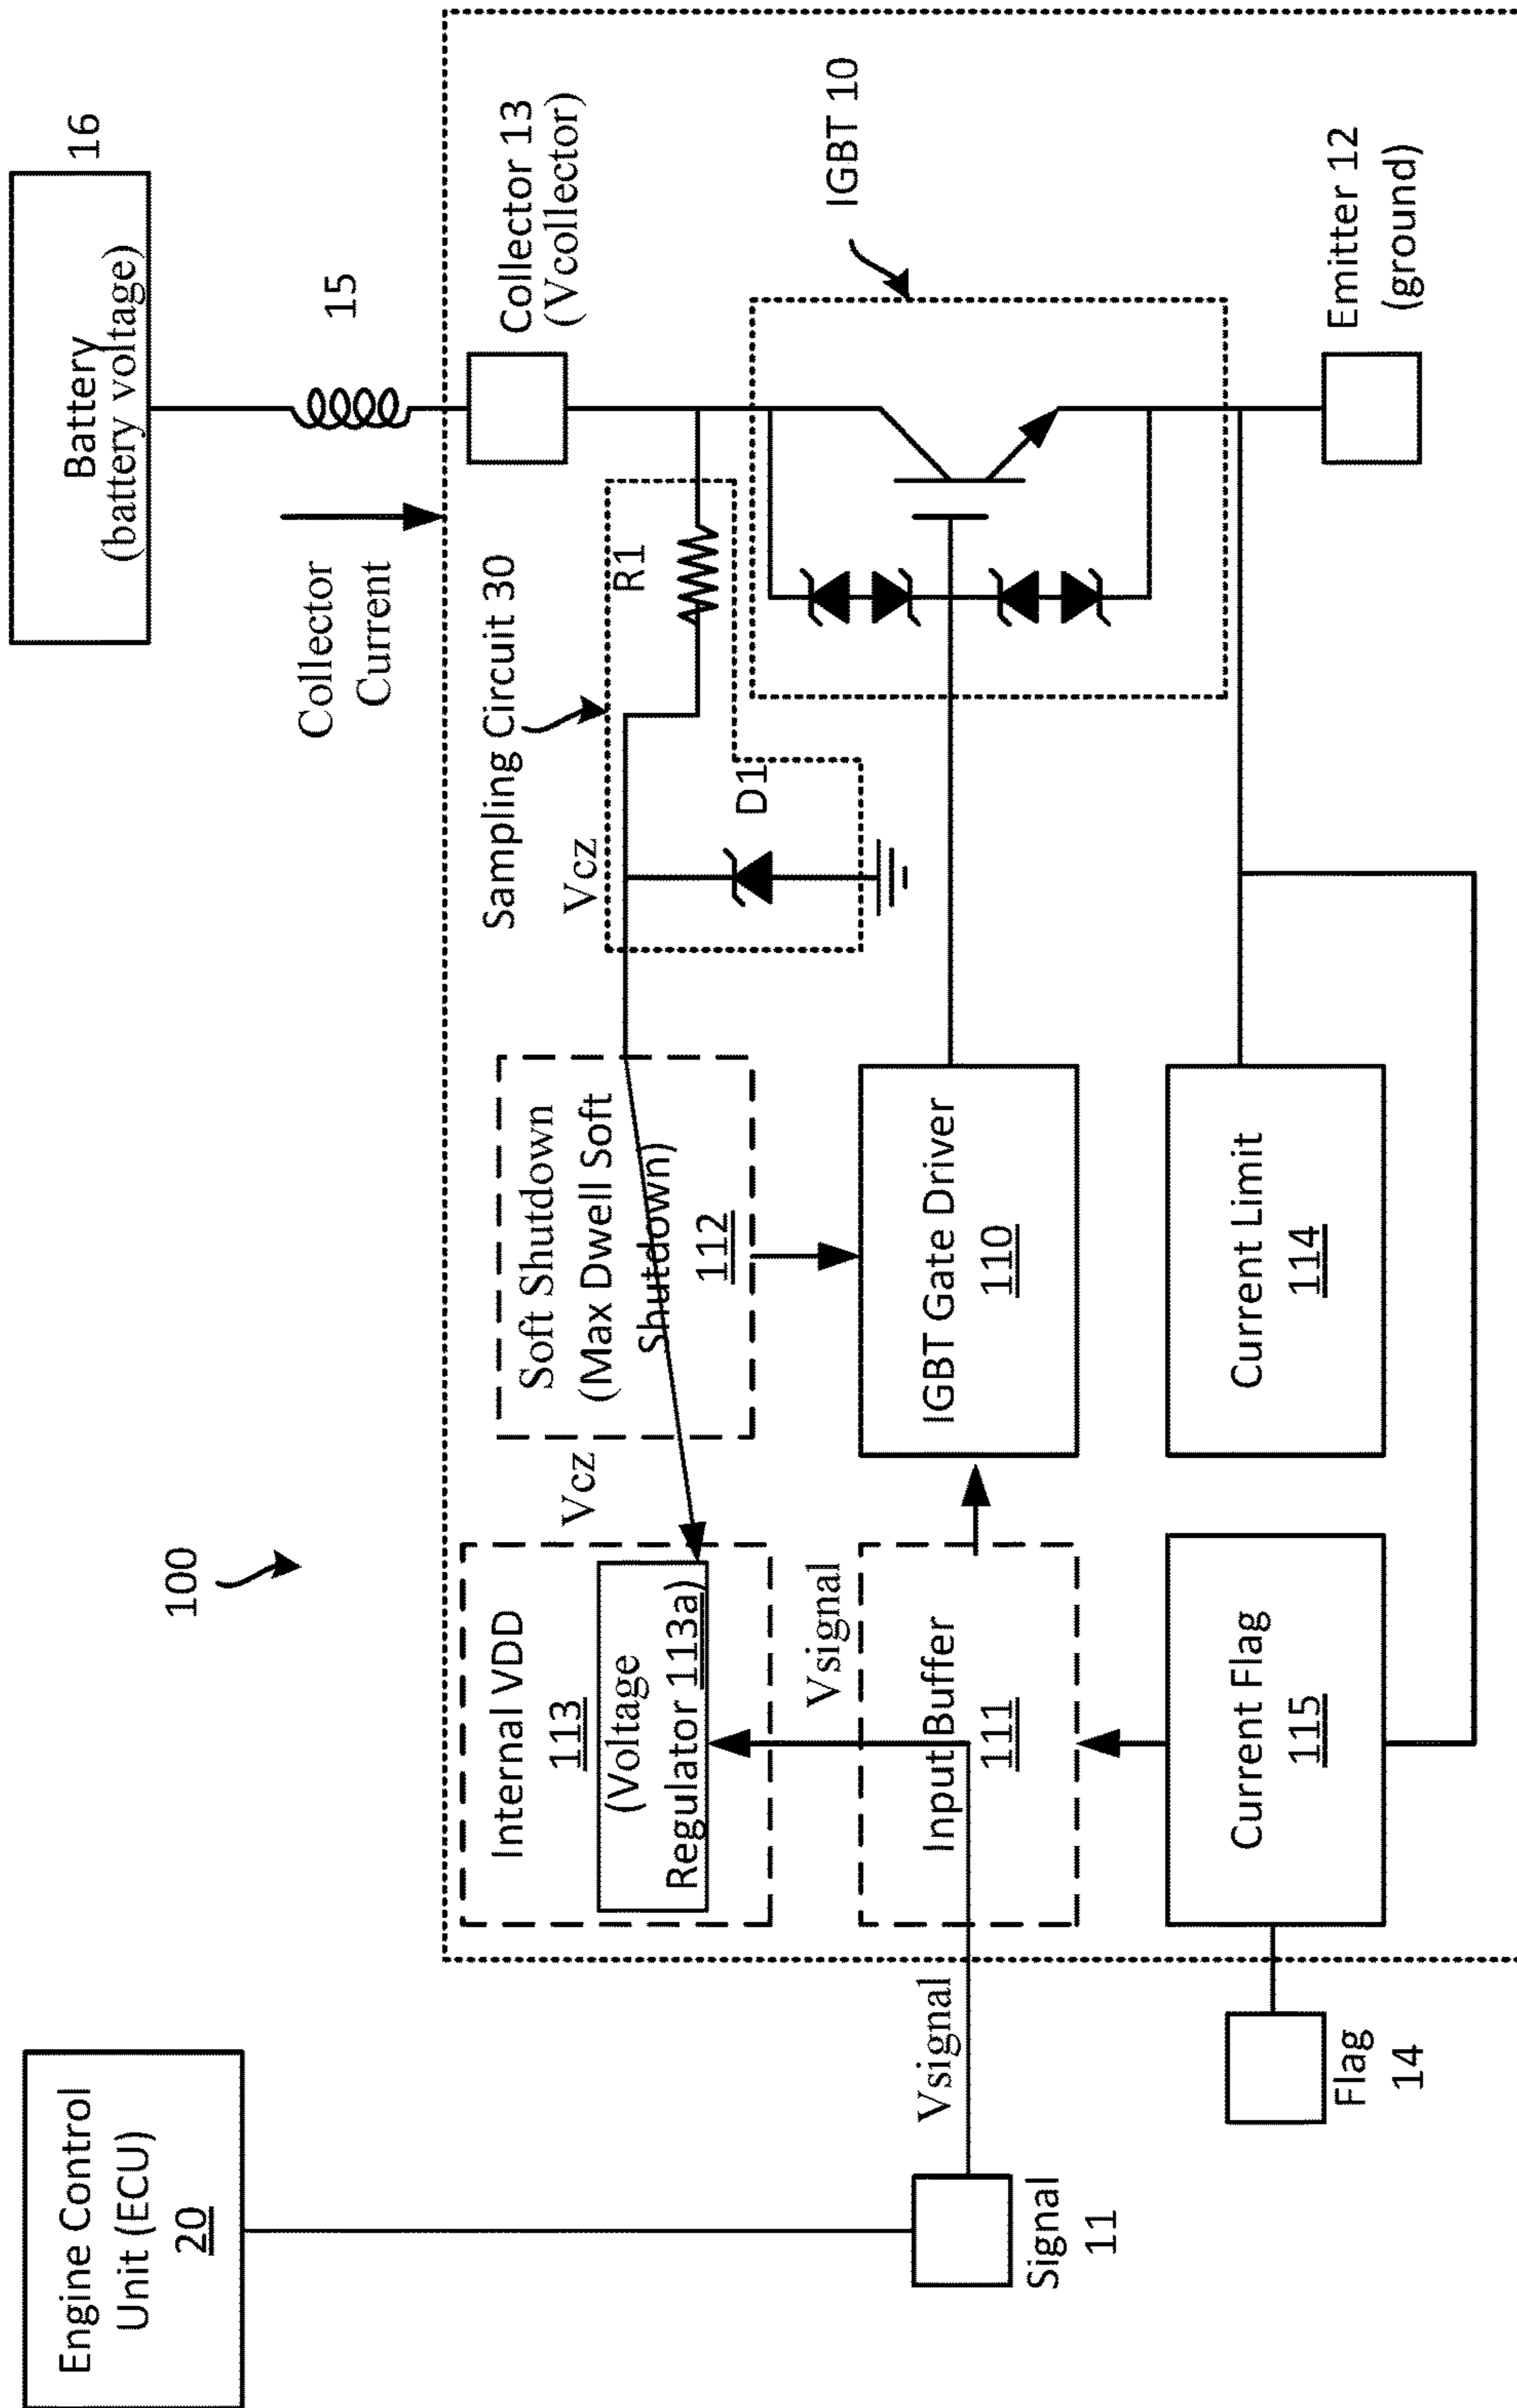 Engine Control
Unit (ECU)
20
100
Battery
(battery voltage)
16
15
Collector
Current
Collector 13
(Vcollector)
Sampling Circuit 30
R1
Vcz
D1
IGBT 10
Emitter 12
(ground)
Internal VDD
113
(Voltage
Regulator 113a)
Vcz
Soft Shutdown
(Max Dwell Soft
Shutdown)
112
Vsignal
Input Buffer
111
IGBT Gate Driver
110
Vsignal
Signal
11
Current Flag
115
Current Limit
114
Flag
14